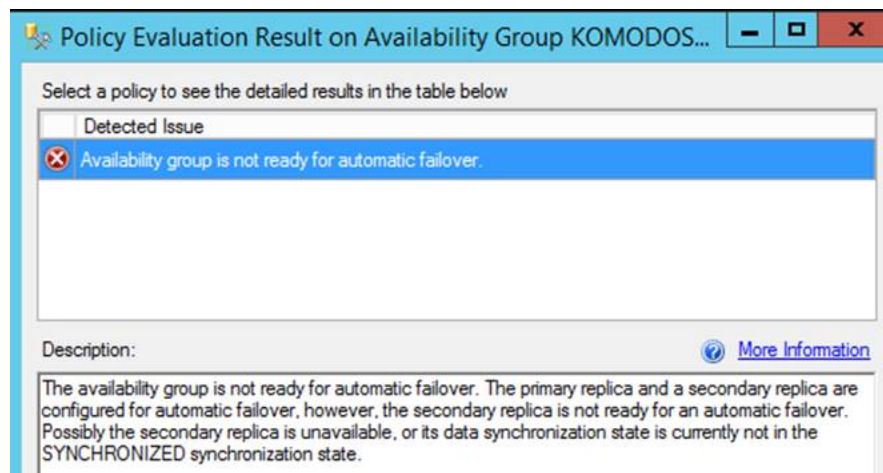 Policy Evaluation Result on Availability Group KOMODOS...
Select a policy to see the detailed results in the table below
Detected Issue
Availability group is not ready for automatic failover.
Description:
More Information
The availability group is not ready for automatic failover. The primary replica and a secondary replica are
configured for automatic failover, however, the secondary replica is not ready for an automatic failover.
Possibly the secondary replica is unavailable, or its data synchronization state is currently not in the
SYNCHRONIZED synchronization state.